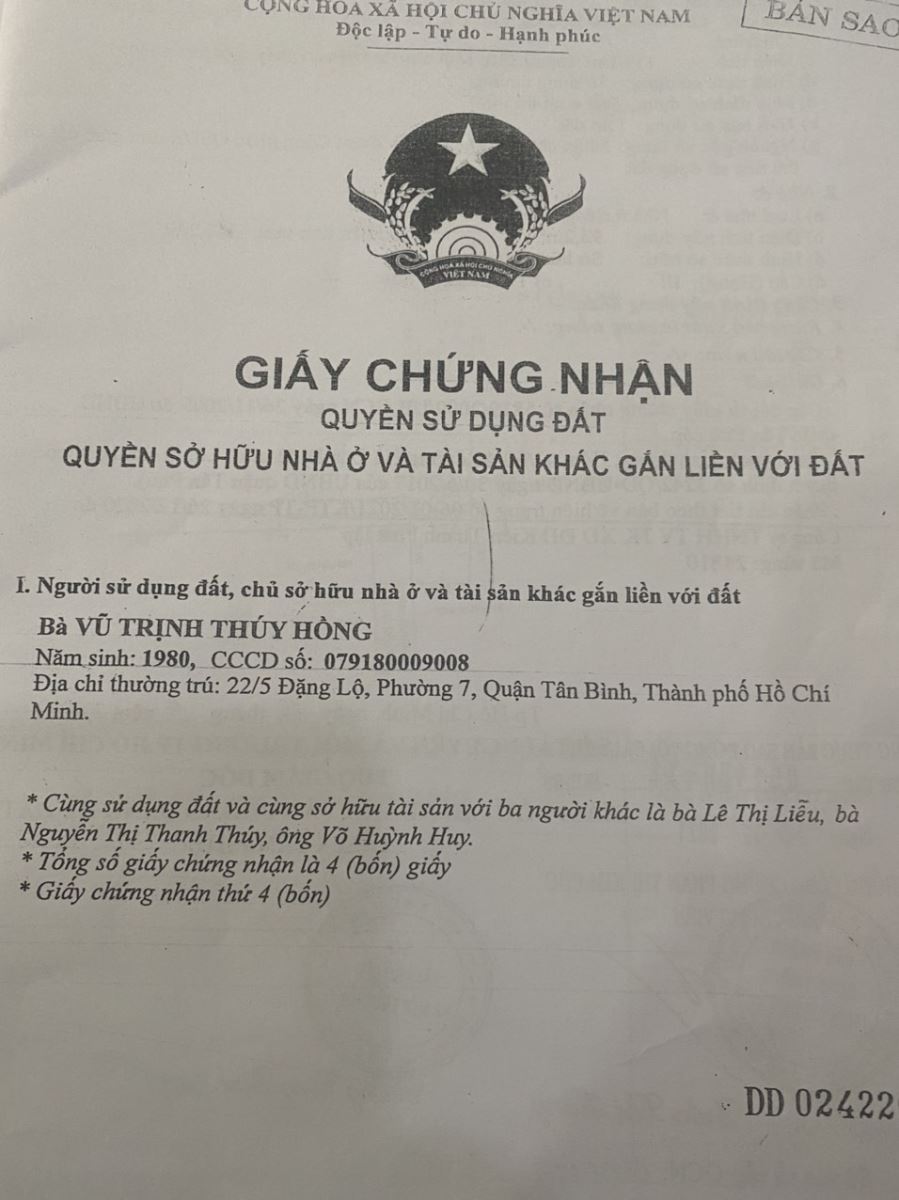 CỘNG HÒA XÃ HỘI CHỦ NGHĨA VIỆT NAM
Độc lập - Tự do - Hạnh phúc
BẢN SAO
CỘNG HÒA XÃ HỘI CHỦ NGHĨA
VIỆT NAM
GIẤY CHỨNG NHẬN
QUYỀN SỬ DỤNG ĐẤT
QUYỀN SỞ HỮU NHÀ Ở VÀ TÀI SẢN KHÁC GẮN LIỀN VỚI ĐẤT
I. Người sử dụng đất, chủ sở hữu nhà ở và tài sản khác gắn liền với đất
Bà VŨ TRỊNH THÚY HỒNG
Năm sinh: 1980, CCCD số: 079180009008
Địa chỉ thường trú: 22/5 Đặng Lộ, Phường 7, Quận Tân Bình, Thành phố Hồ Chí
Minh.
* Cùng sử dụng đất và cùng sở hữu tài sản với ba người khác là bà Lê Thị Liễu, bà
Nguyễn Thị Thanh Thúy, ông Võ Huỳnh Huy.
* Tổng số giấy chứng nhận là 4 (bốn) giấy
* Giấy chứng nhận thứ 4 (bốn)
DD 02422